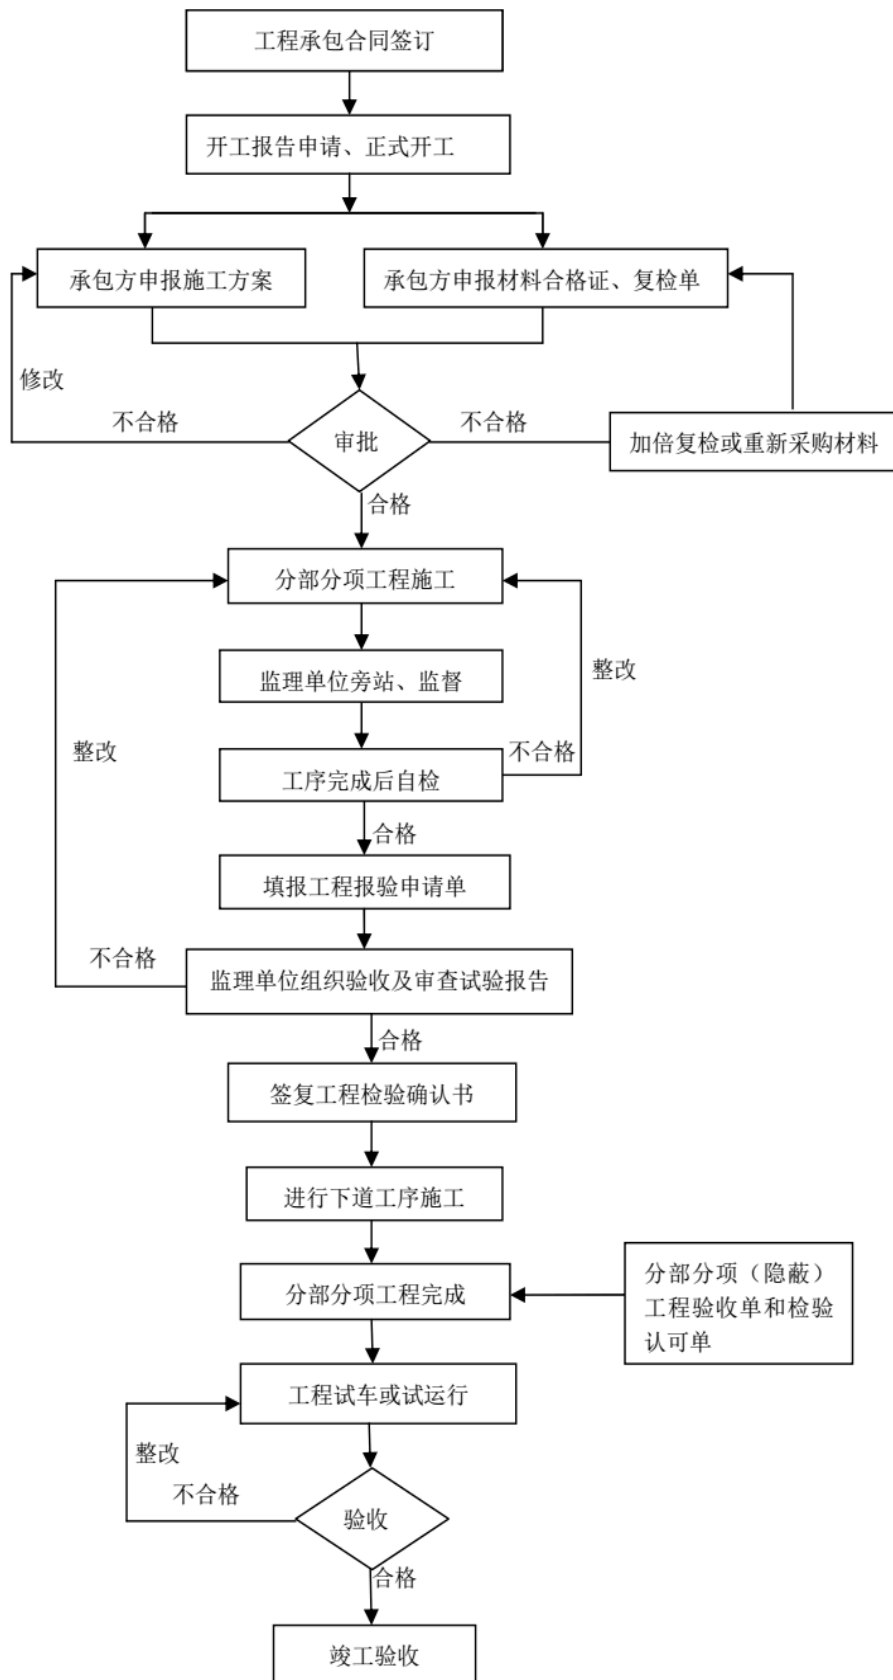 工程承包合同签订
开工报告申请、正式开工
承包方申报施工方案
承包方申报材料合格证、复检单
修改
不合格
审批
不合格
加倍复检或重新采购材料
合格
分部分项工程施工
监理单位旁站、监督
整改
整改
工序完成后自检
不合格
合格
填报工程报验申请单
不合格
监理单位组织验收及审查试验报告
合格
签复工程检验确认书
进行下道工序施工
分部分项工程完成
分部分项（隐蔽）
工程验收单和检验
认可单
工程试车或试运行
整改
不合格
验收
合格
竣工验收